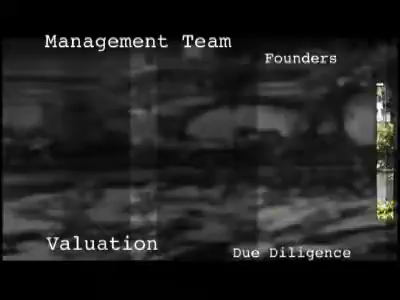 Management Team
Founders
Valuation
Due Diligence